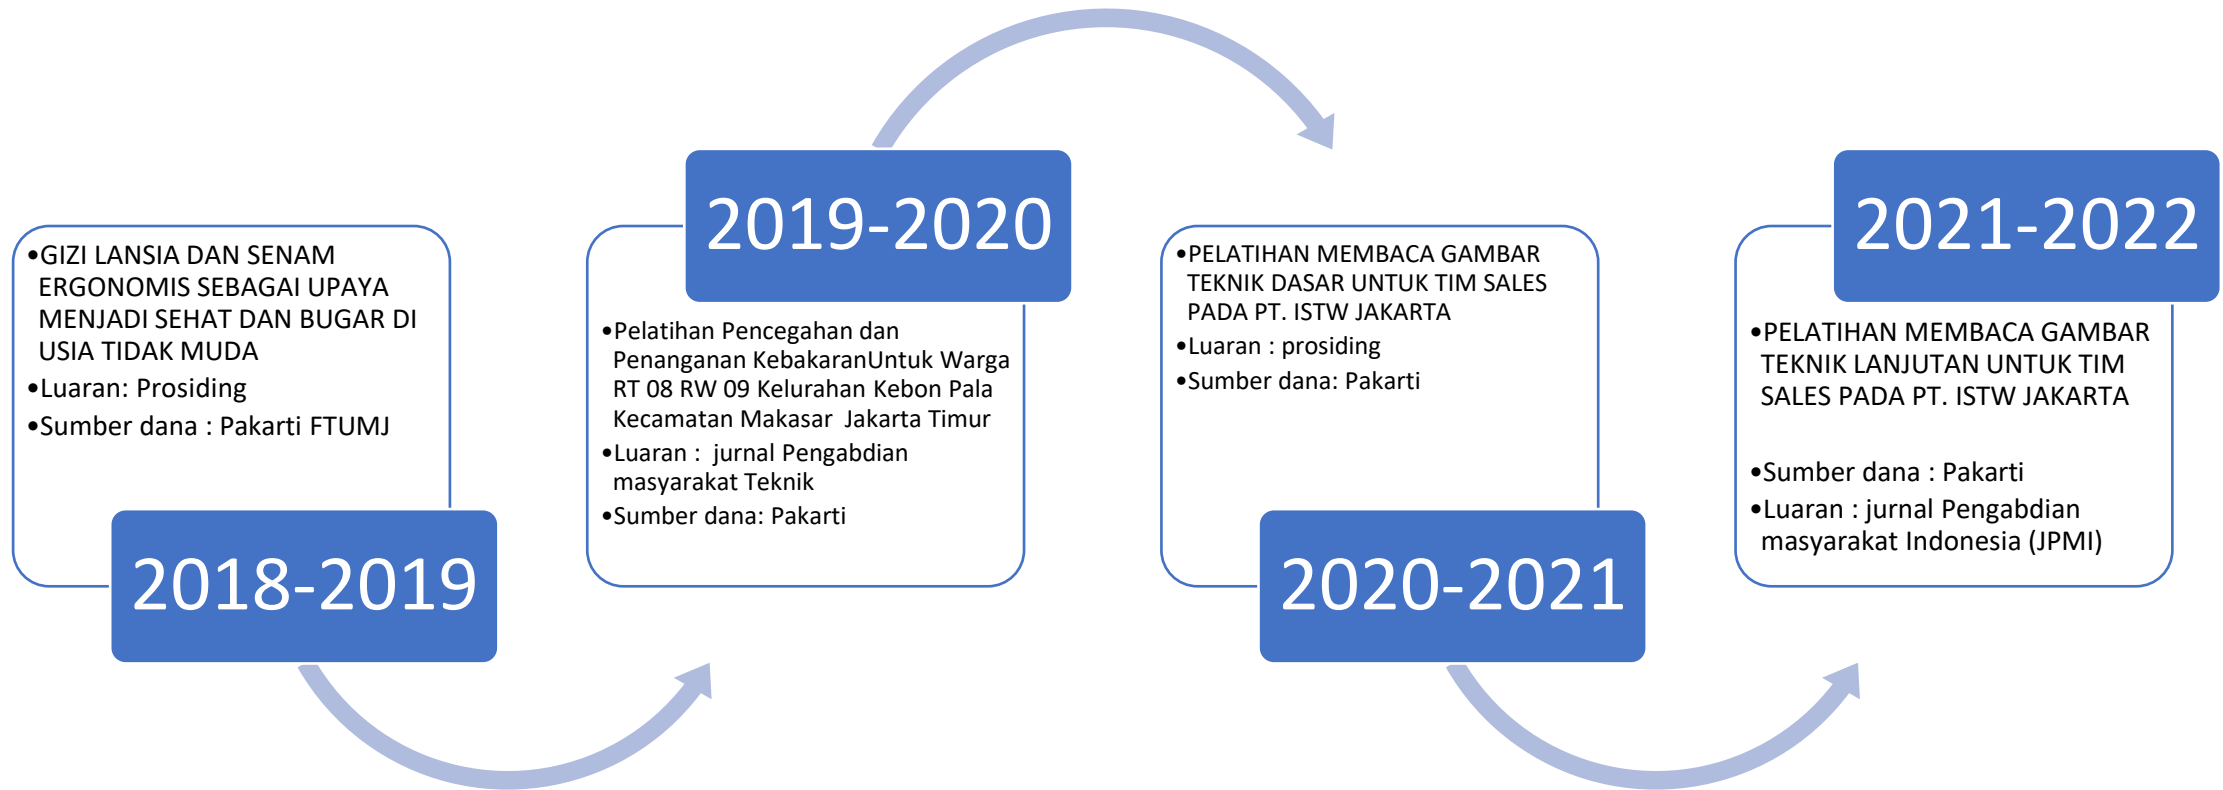 •GIZI LANSIA DAN SENAM
ERGONOMIS SEBAGAI UPAYA
MENJADI SEHAT DAN BUGAR DI
USIA TIDAK MUDA
•Luaran: Prosiding
•Sumber dana : Pakarti FTUMJ
2018-2019
2019-2020
•Pelatihan Pencegahan dan
Penanganan KebakaranUntuk Warga
RT 08 RW 09 Kelurahan Kebon Pala
Kecamatan Makasar  Jakarta Timur
•Luaran :  jurnal Pengabdian
masyarakat Teknik
•Sumber dana: Pakarti
•PELATIHAN MEMBACA GAMBAR
TEKNIK DASAR UNTUK TIM SALES
PADA PT. ISTW JAKARTA
•Luaran : prosiding
•Sumber dana: Pakarti
2020-2021
2021-2022
•PELATIHAN MEMBACA GAMBAR
TEKNIK LANJUTAN UNTUK TIM
SALES PADA PT. ISTW JAKARTA
•Sumber dana : Pakarti
•Luaran : jurnal Pengabdian
masyarakat Indonesia (JPMI)